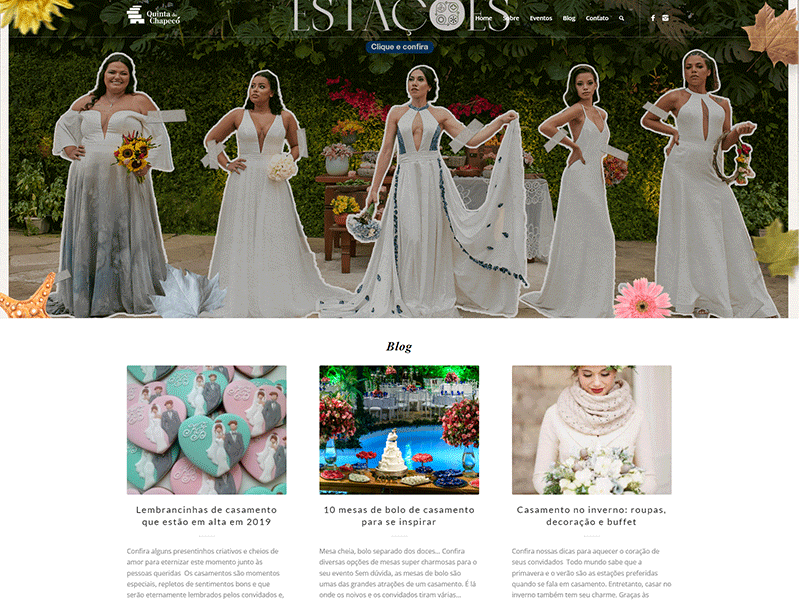 ESTAÇÕES
Quinta do
Chapecó
Home Sobre Eventos Blog Blog Contato
Clique e confira
Blog
Lembrancinhas de casamento
que estão em alta em 2019
Confira alguns presentinhos criativos e cheios de
amor para eternizar este momento junto às
pessoas queridas Os casamentos são momentos
especiais, repletos de sentimentos bons e que
serão eternamente lembrados pelos convidados e,
10 mesas de bolo de casamento
para se inspirar
Mesa cheia, bolo separado dos doces... Confira
diversas opções de mesas super charmosas para o
seu evento Sem dúvida, as mesas de bolo são
umas das grandes atrações de um casamento. É lá
onde os noivos e os convidados tiram várias...
Casamento no inverno: roupas,
decoração e buffet
Confira nossas dicas para aquecer o coração de
seus convidados Todo mundo sabe que a
primavera e o verão são as estações preferidas
quando se fala em casamento. Entretanto, casar no
inverno também tem seu charme. Graças às